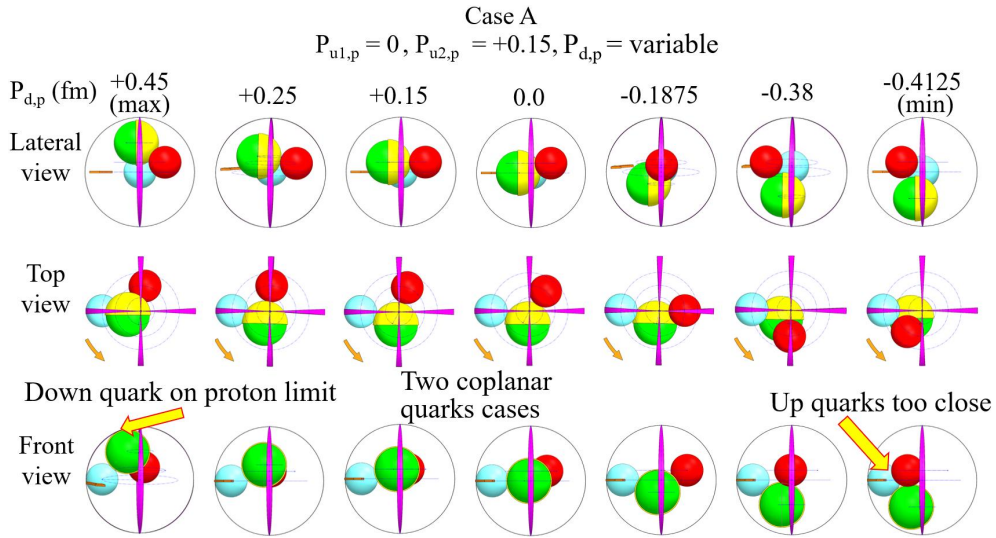 Case A
P_{u1,p} = 0, P_{u2,p} = +0.15, P_{d,p} = variable
P_{d,p} (fm) +0.45 (max) +0.25 +0.15 0.0 -0.1875 -0.38 -0.4125 (min)
Lateral view
Top view
Down quark on proton limit
Two coplanar quarks cases
Up quarks too close
Front view